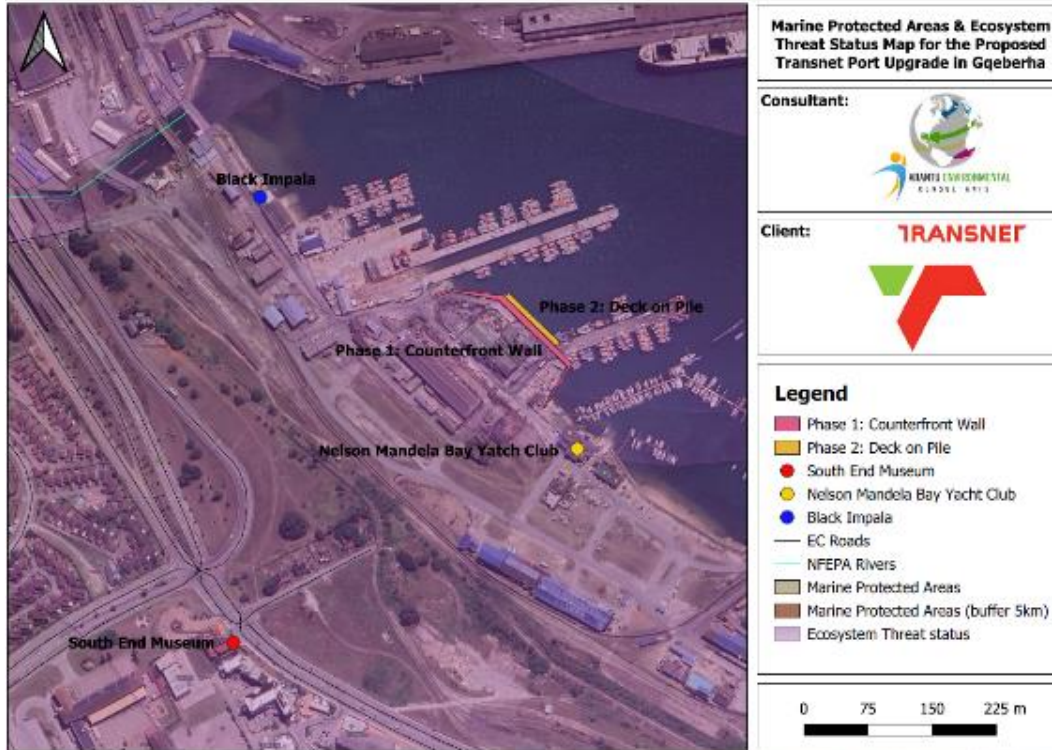 Marine Protected Areas & Ecosystem
Threat Status Map for the Proposed
Transnet Port Upgrade in Gqeberha
Consultant:
ENVIRONMENTAL
Client:
TRANSNET
Black Impala
Phase 2: Deck on Pile
Phase 1: Counterfront Wall
Nelson Mandela Bay Yatch Club
South End Museum
Legend
Phase 1: Counterfront Wall
Phase 2: Deck on Pile
South End Museum
Nelson Mandela Bay Yacht Club
Black Impala
EC Roads
NFEPA Rivers
Marine Protected Areas
Marine Protected Areas (buffer 5km)
Ecosystem Threat status
0 75 150 225 m